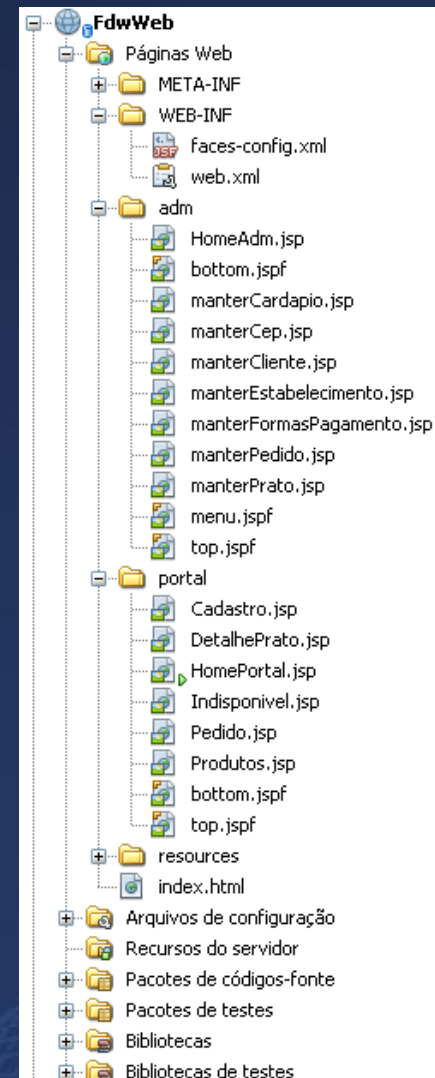 FdwWeb
Páginas Web
META-INF
WEB-INF
faces-config.xml
web.xml
adm
HomeAdm.jsp
bottom.jspf
manterCardapio.jsp
manterCep.jsp
manterCliente.jsp
manterEstabelecimento.jsp
manterFormasPagamento.jsp
manterPedido.jsp
manterPrato.jsp
menu.jspf
top.jspf
portal
Cadastro.jsp
DetalhePrato.jsp
HomePortal.jsp
Indisponivel.jsp
Pedido.jsp
Produtos.jsp
bottom.jspf
top.jspf
resources
index.html
Arquivos de configuração
Recursos do servidor
Pacotes de códigos-fonte
Pacotes de testes
Bibliotecas
Bibliotecas de testes